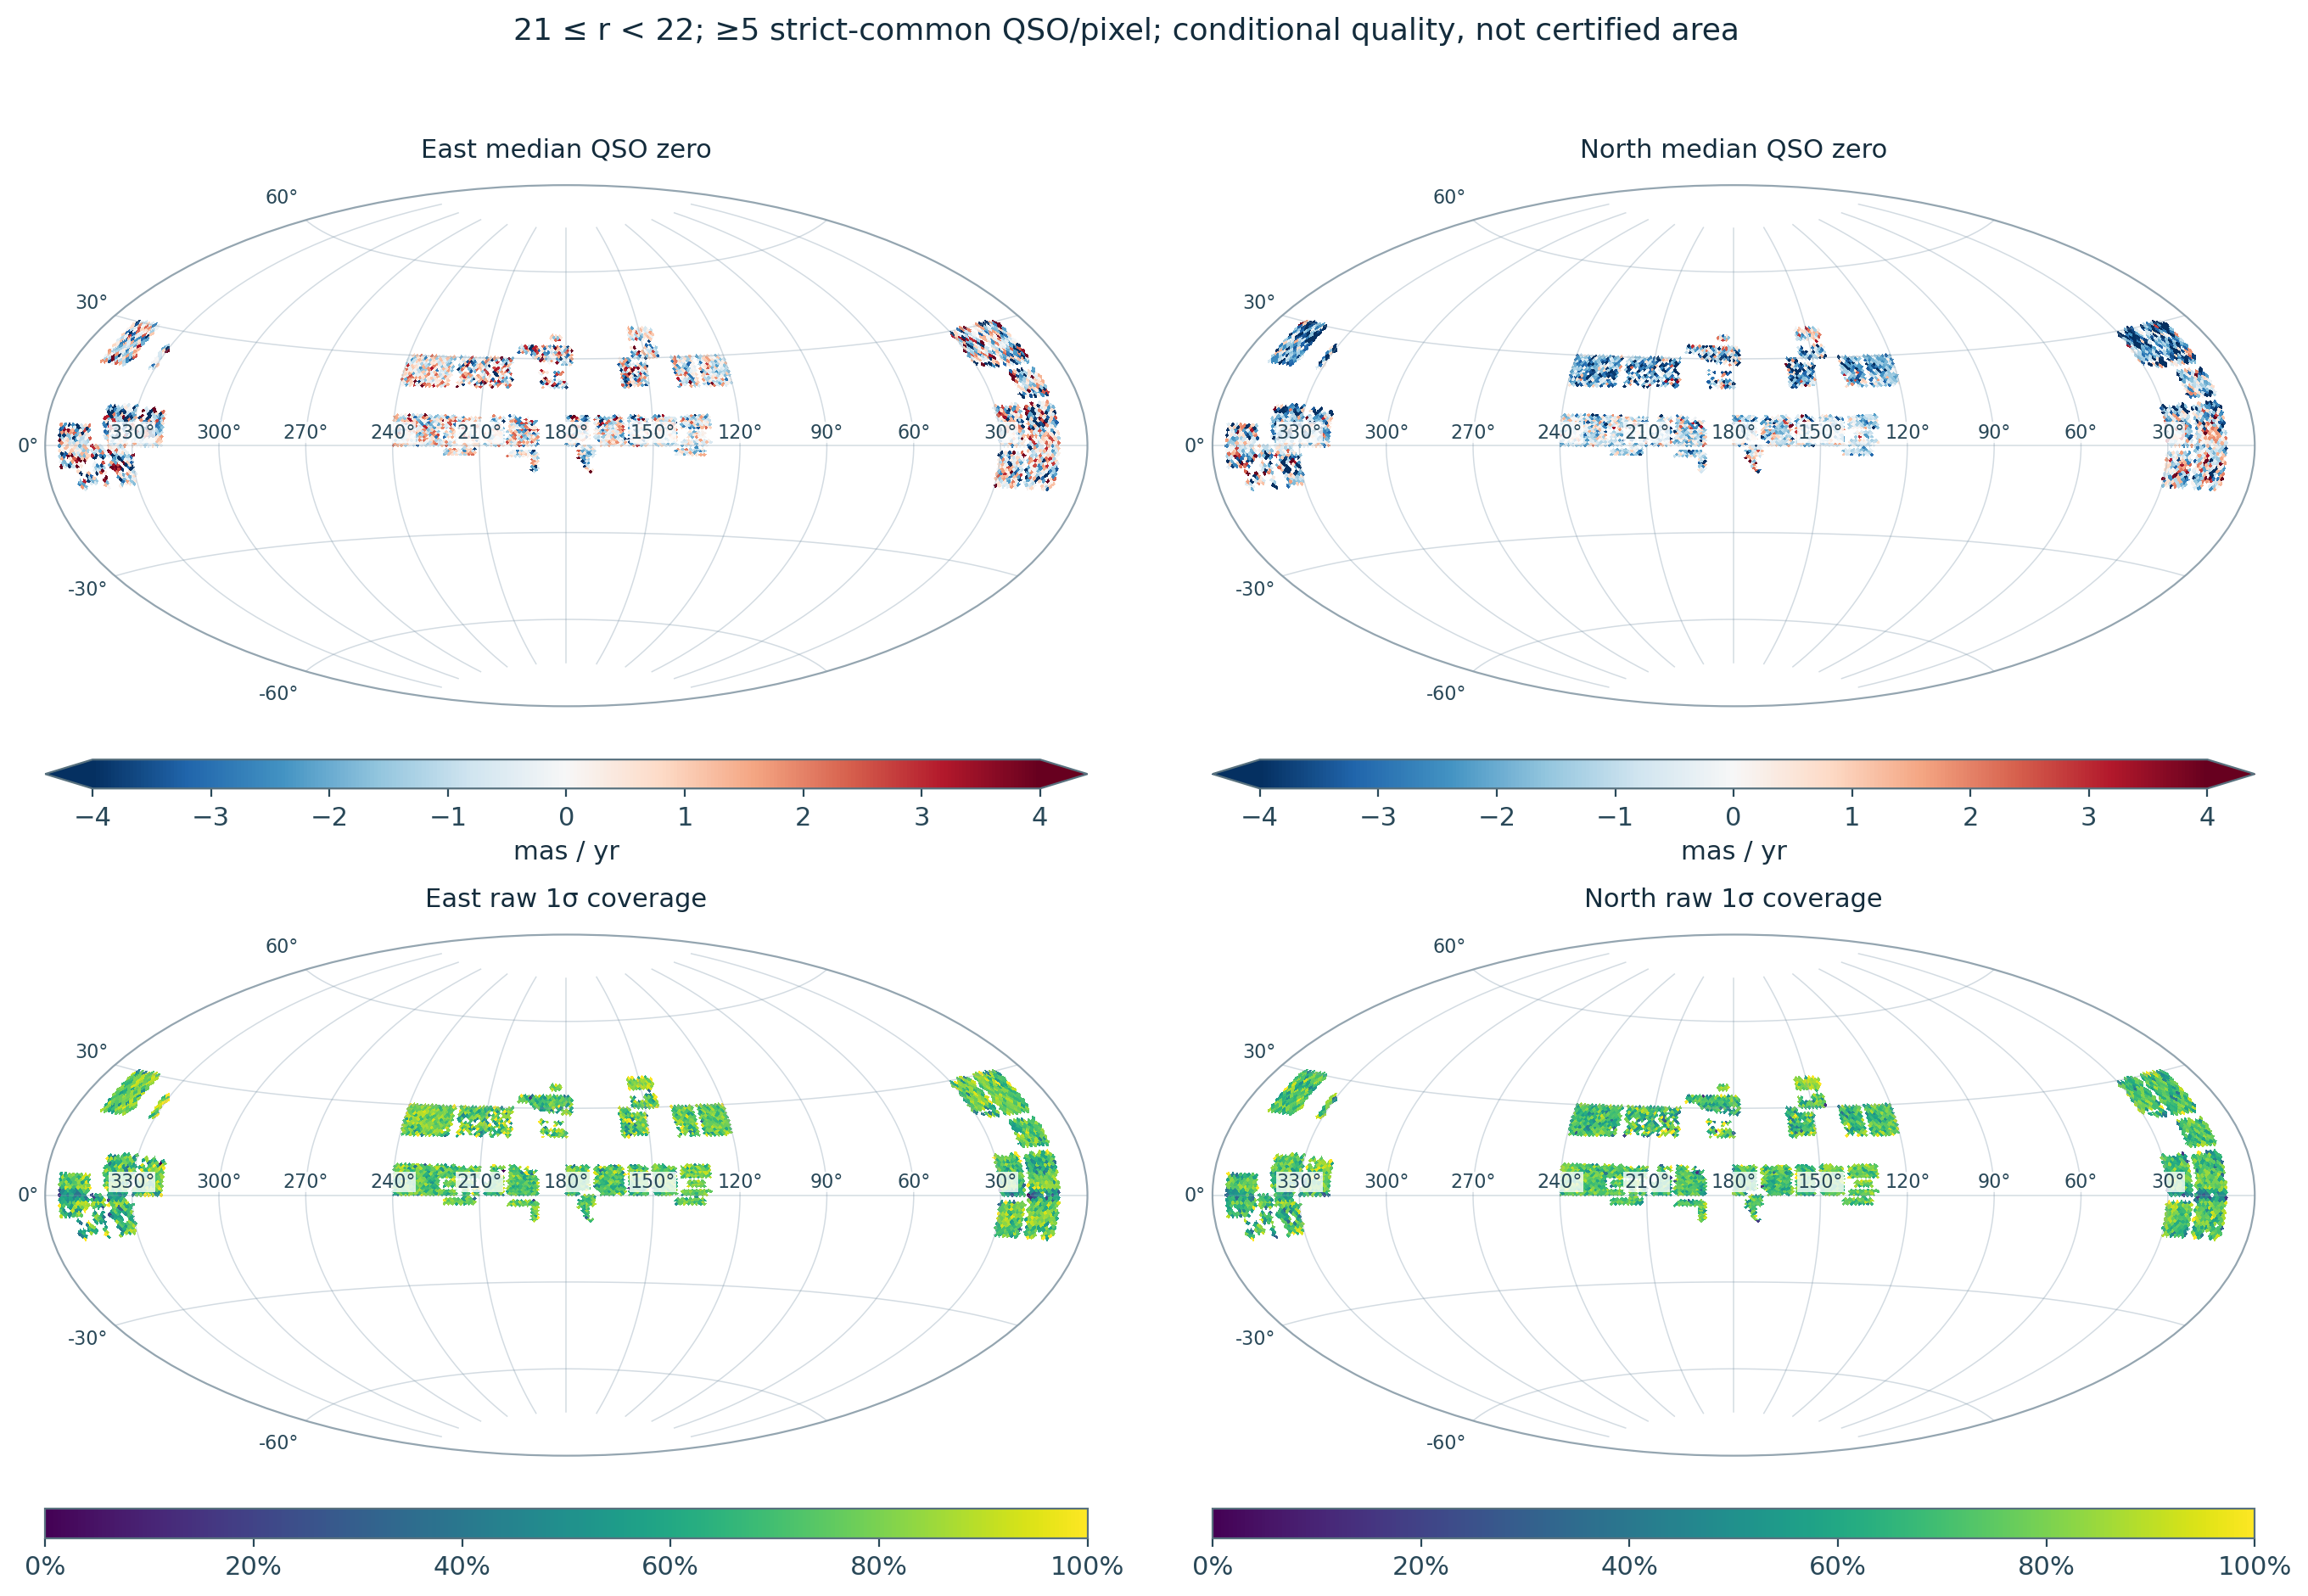 21 ≤ r < 22; ≥5 strict-common QSO/pixel; conditional quality, not certified area
East median QSO zero
60°
30°
0°
330° 300° 270° 240° 210° 180° 150° 120° 90° 60° 30°
-30°
-60°
−4 −3 −2 −1 0 1 2 3 4
mas / yr
North median QSO zero
60°
30°
0°
330° 300° 270° 240° 210° 180° 150° 120° 90° 60° 30°
-30°
-60°
−4 −3 −2 −1 0 1 2 3 4
mas / yr
East raw 1σ coverage
60°
30°
0°
330° 300° 270° 240° 210° 180° 150° 120° 90° 60° 30°
-30°
-60°
0% 20% 40% 60% 80% 100%
North raw 1σ coverage
60°
30°
0°
330° 300° 270° 240° 210° 180° 150° 120° 90° 60° 30°
-30°
-60°
0% 20% 40% 60% 80% 100%